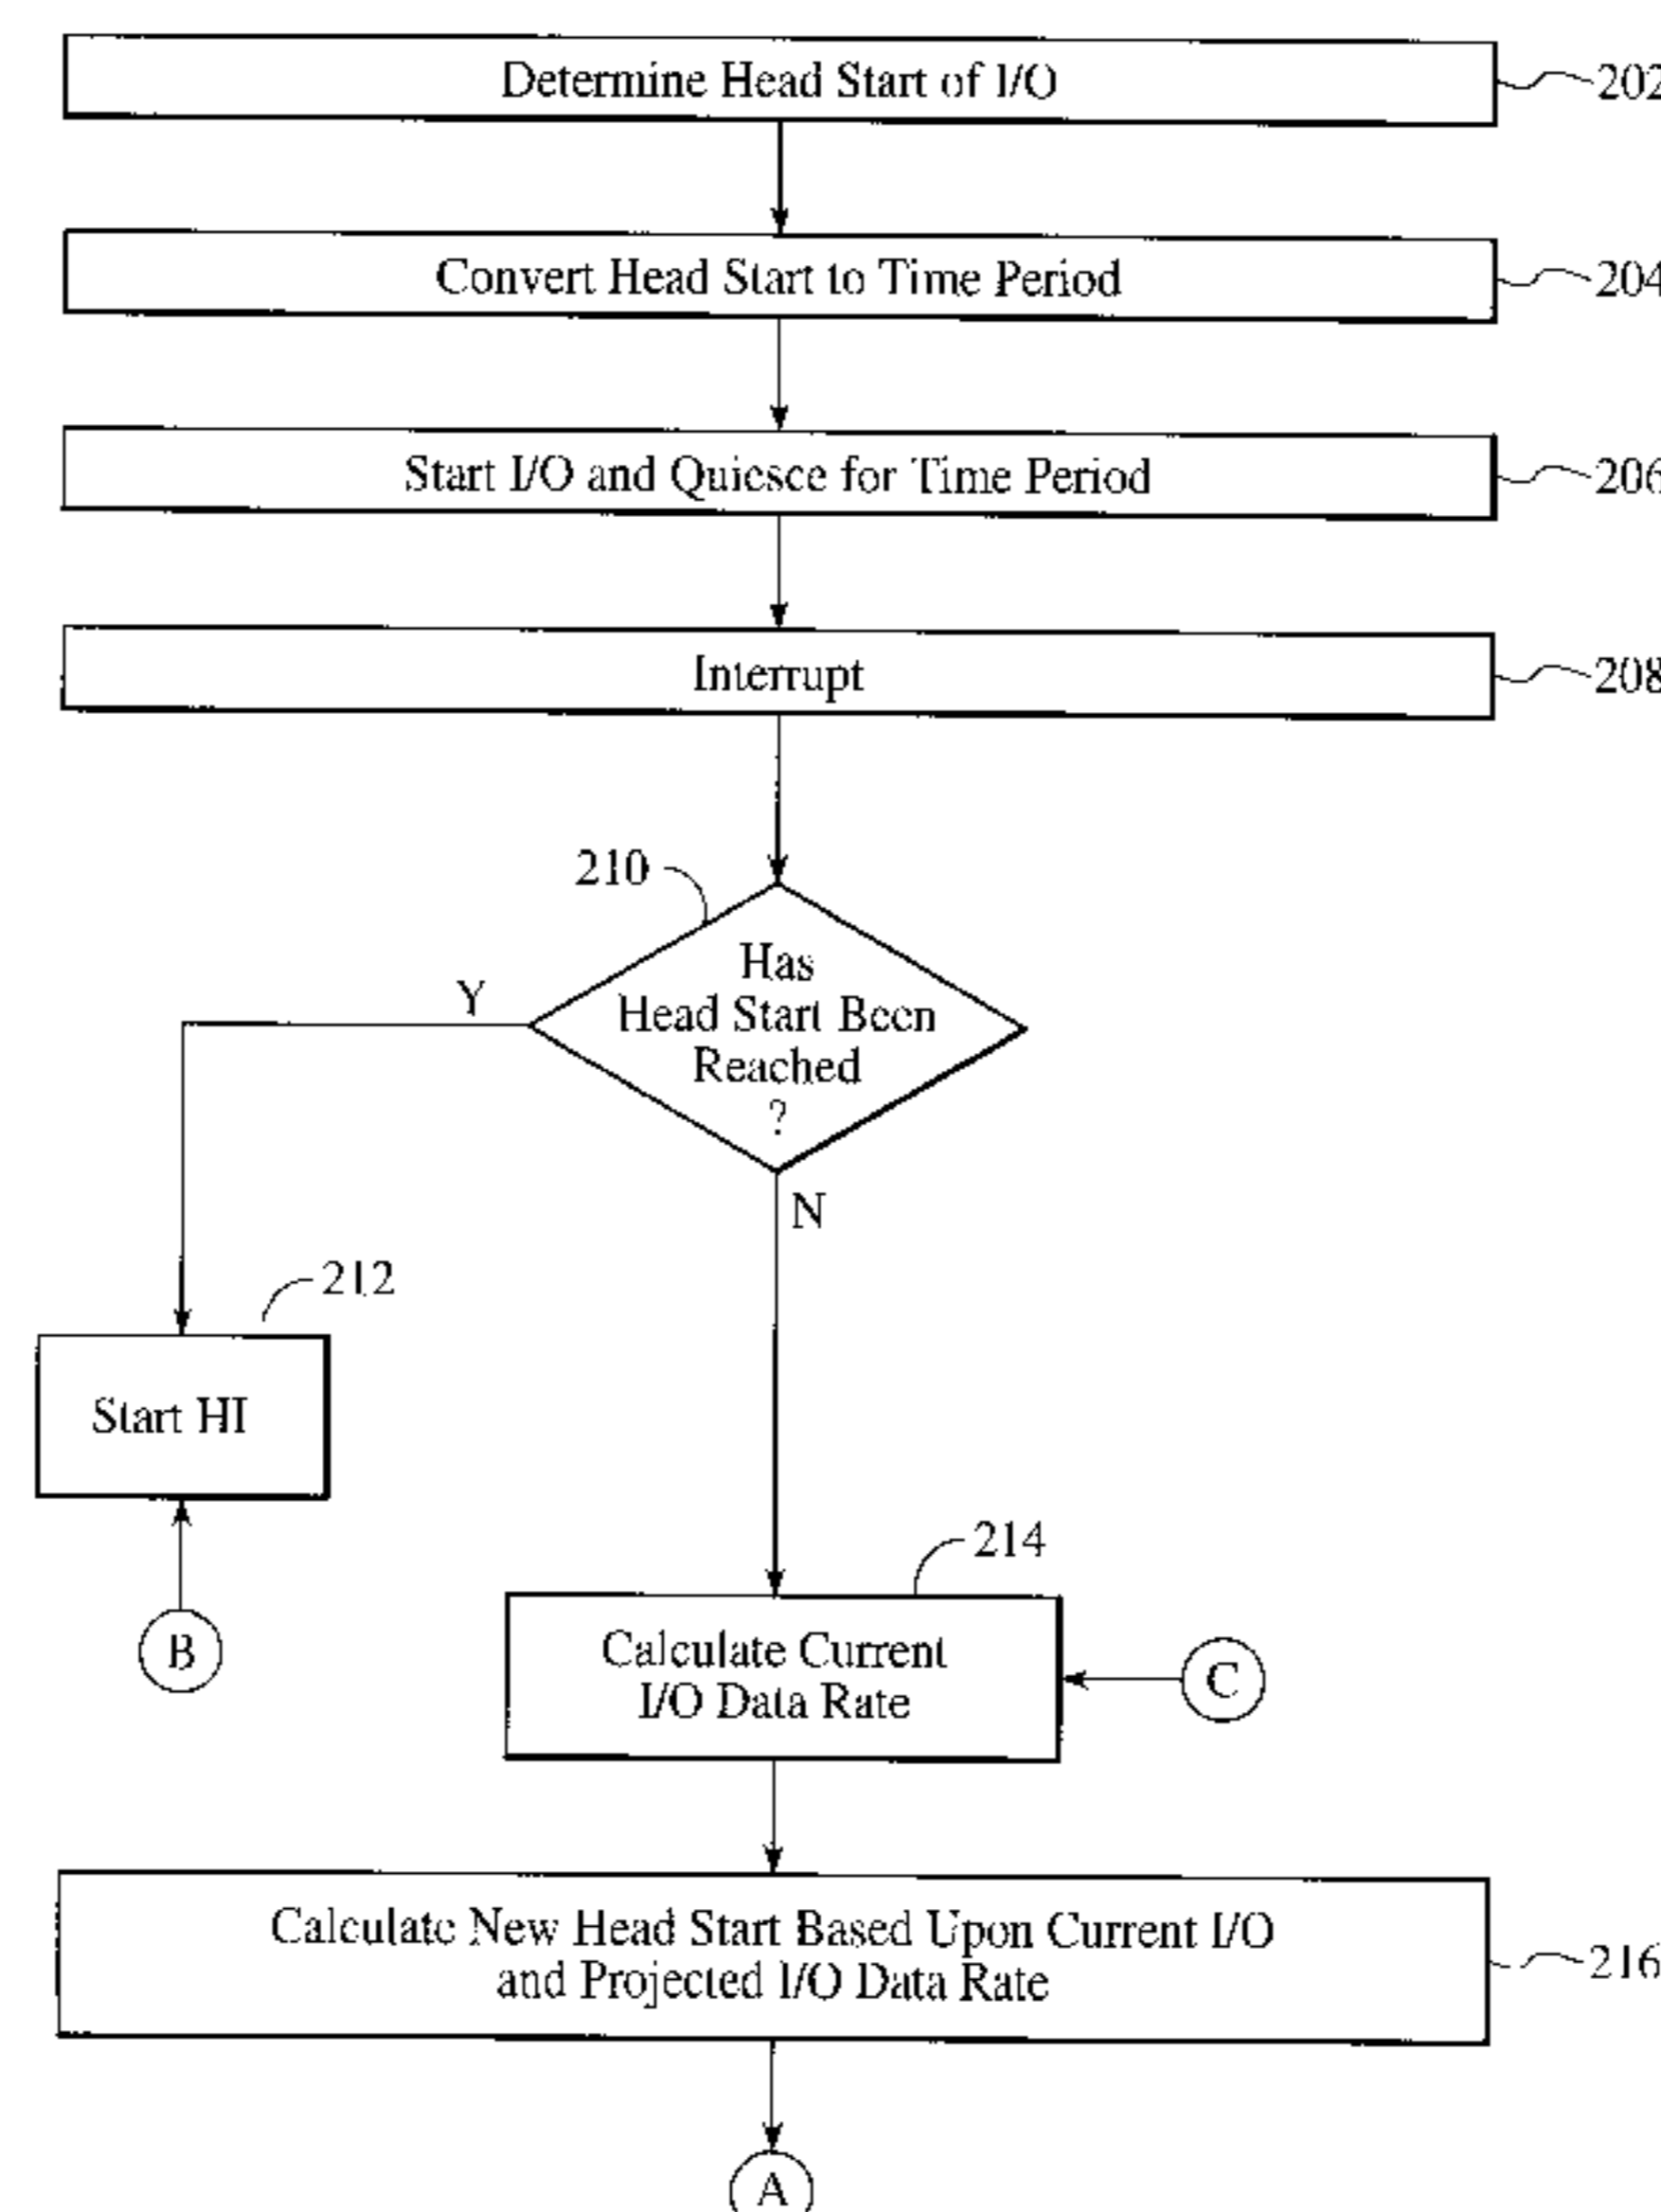 Determine Head Start of I/O
202
Convert Head Start to Time Period
204
Start I/O and Quiesce for Time Period
206
Interrupt
208
210
Has
Head Start Been
Reached
?
Y
N
212
Start HI
B
214
Calculate Current
I/O Data Rate
C
Calculate New Head Start Based Upon Current I/O
and Projected I/O Data Rate
216
A